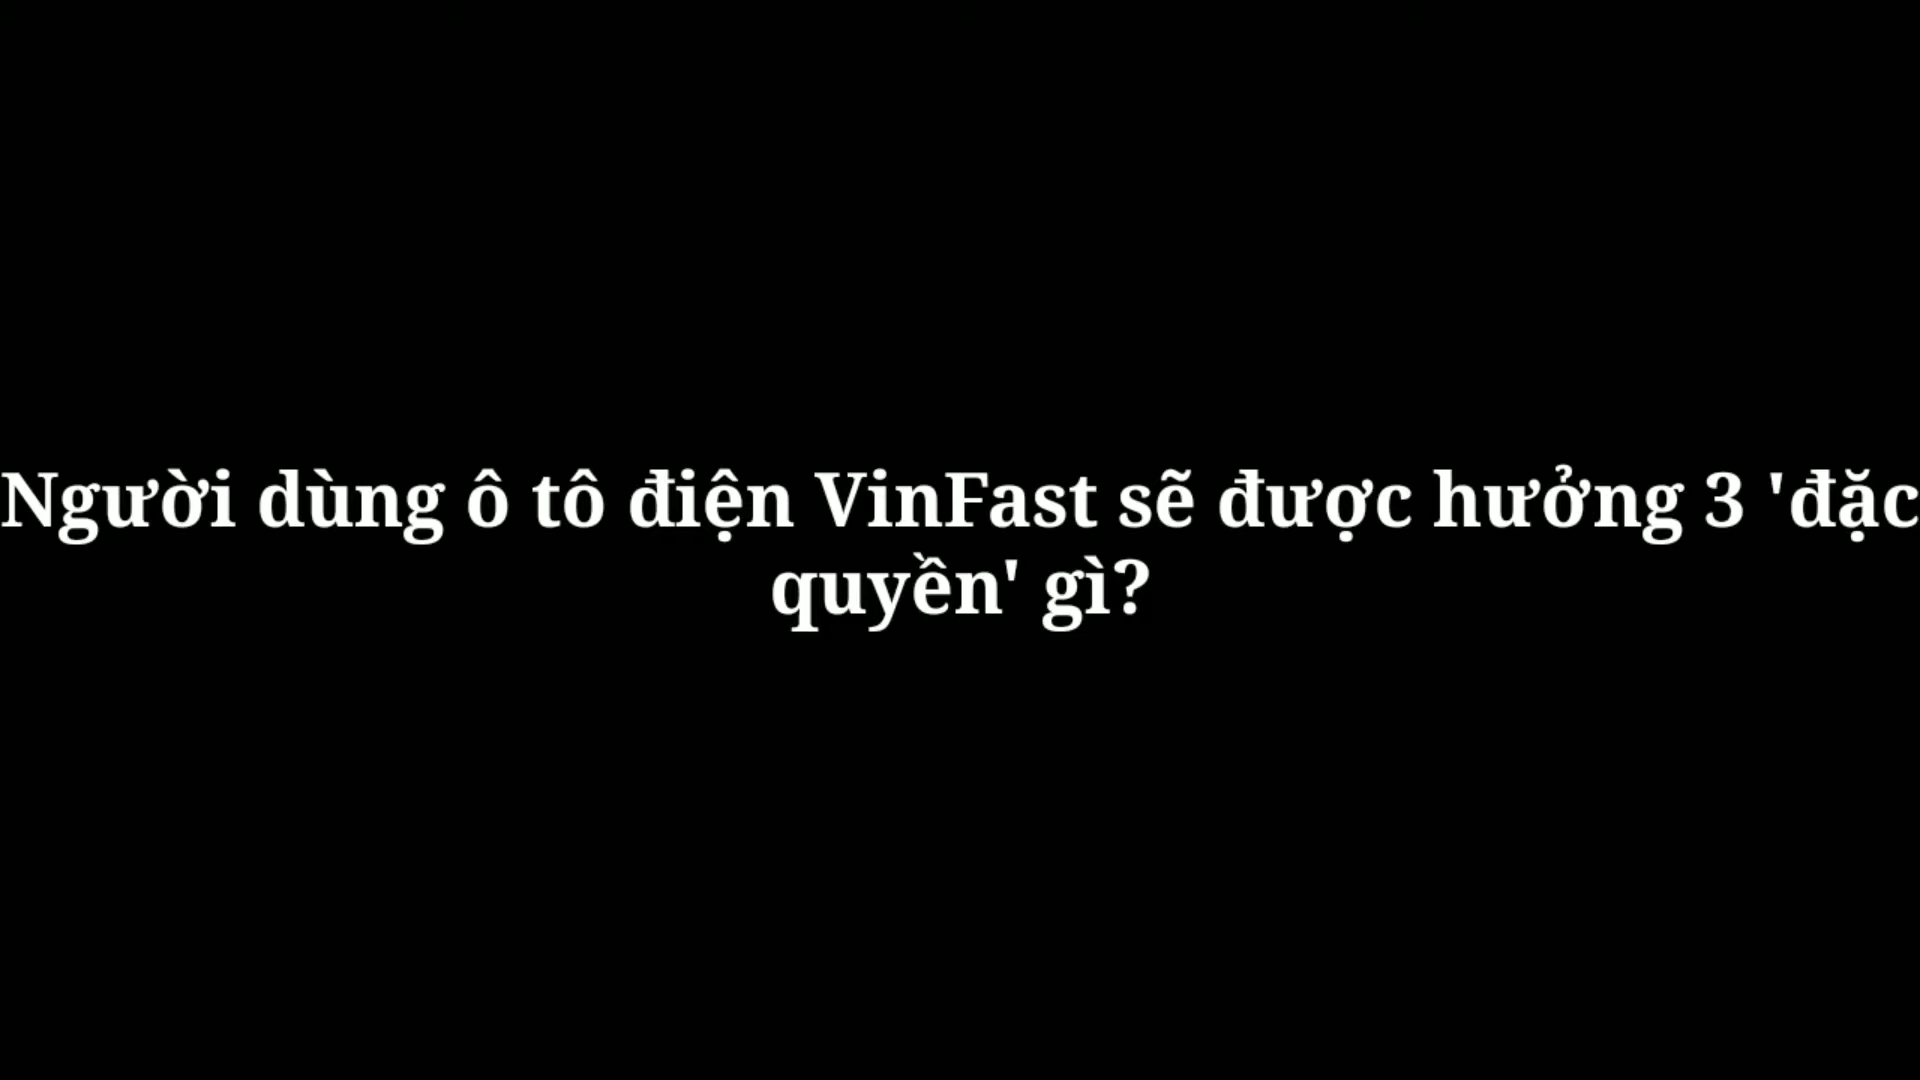 Người dùng ô tô điện VinFast sẽ được hưởng 3 'đặc
quyền' gì?